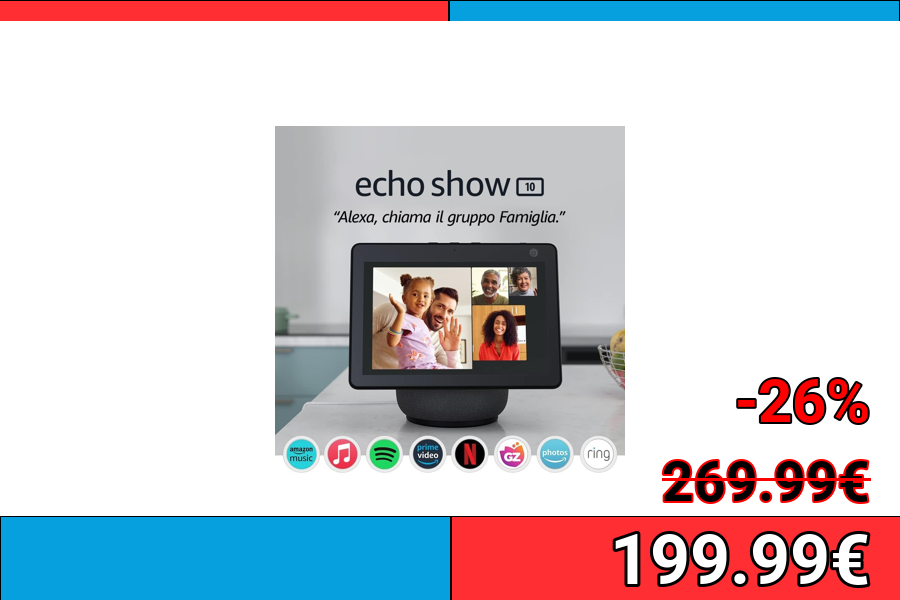 echo show 10
“Alexa, chiama il gruppo Famiglia.”
amazon music
prime video
N
GZ
photos
ring
-26%
269.99€
199.99€